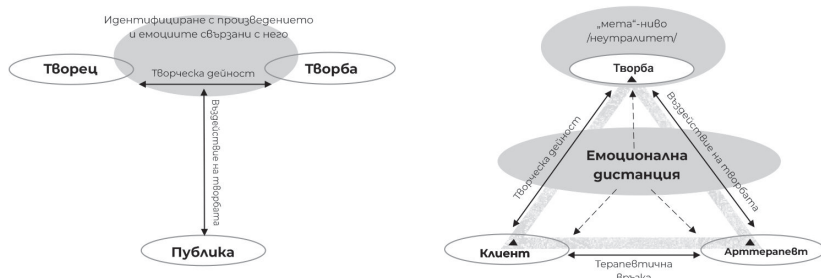 Идентифициране с произведението
и емоциите свързани с него
Творец
Творческа дейност
Творба
Въздействие на творбата
Публика
„мета"-ниво
/неутралитет/
Творба
Творческа дейност
Въздействие на творбата
Емоционална
дистанция
Клиент
Терапевтична
връзка
Арттерапевт